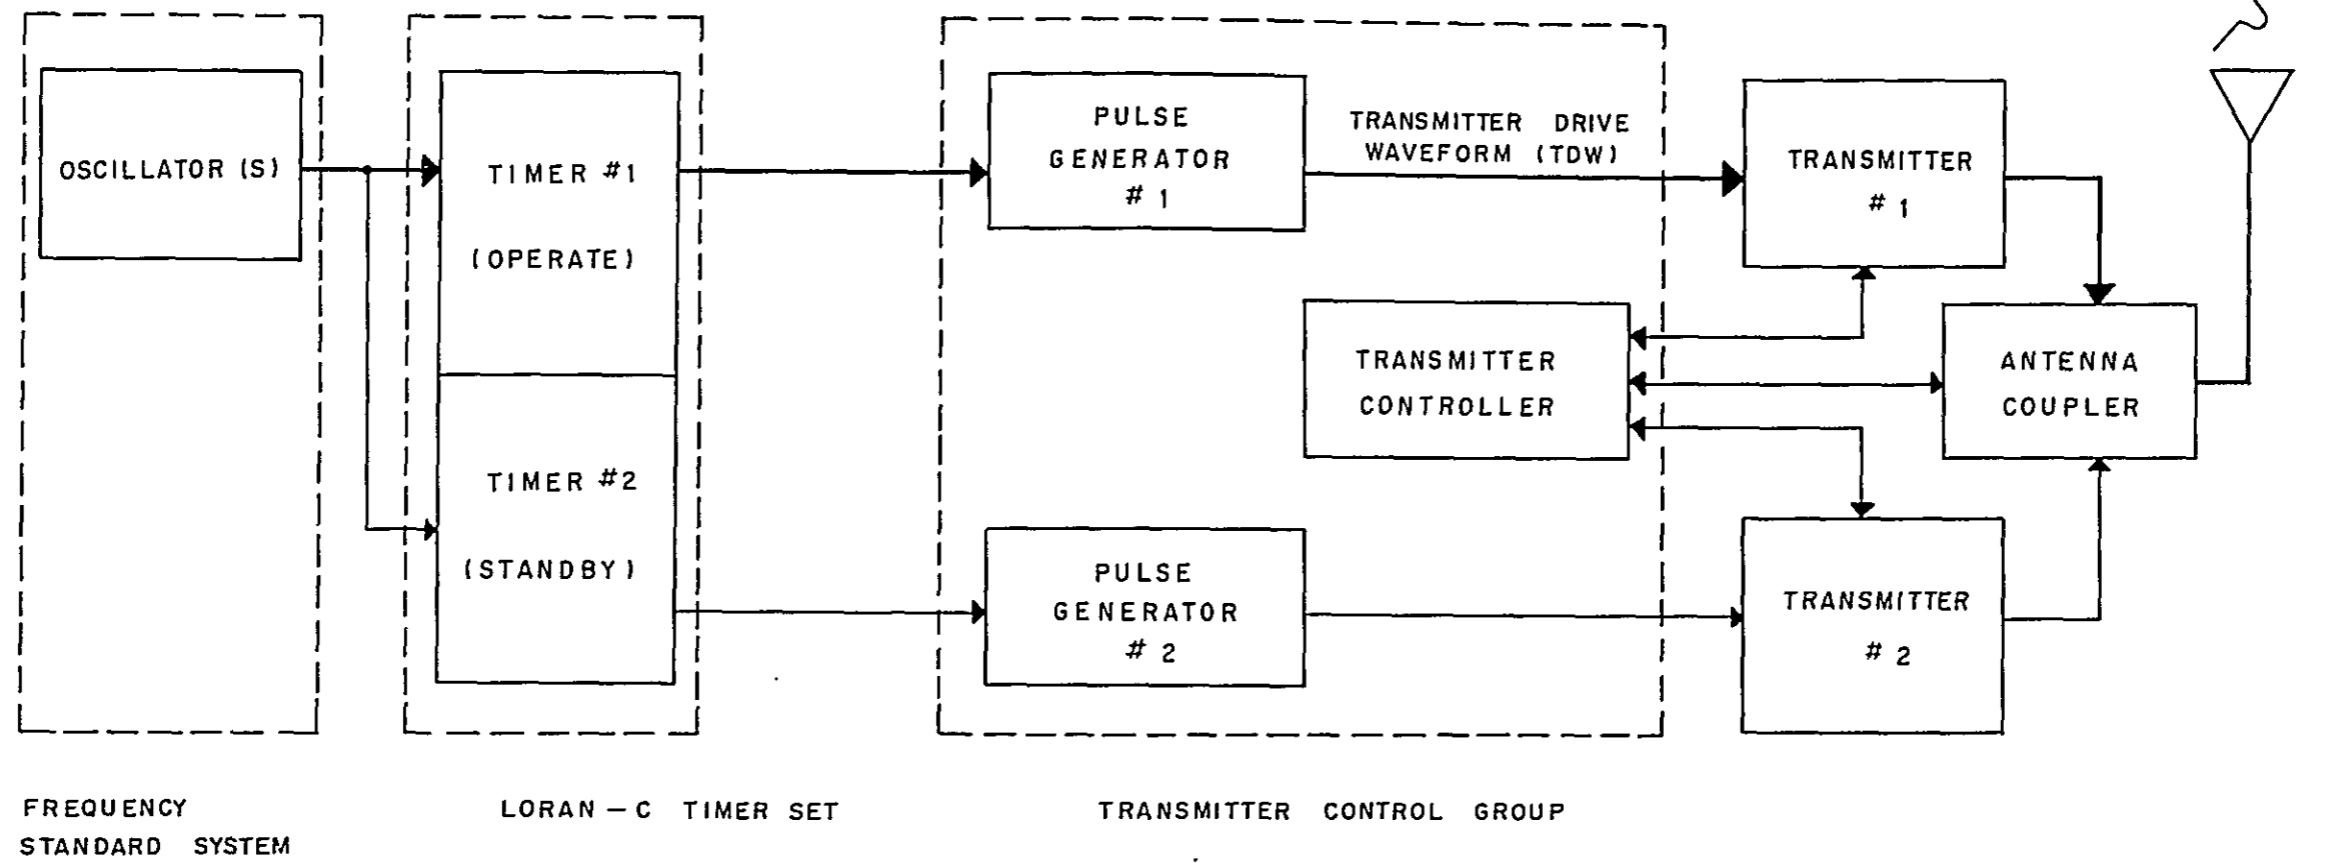 OSCILLATOR (S)
TIMER #1
(OPERATE)
TIMER #2
(STANDBY)
PULSE
GENERATOR
# 1
TRANSMITTER DRIVE
WAVEFORM (TDW)
TRANSMITTER
# 1
TRANSMITTER
CONTROLLER
ANTENNA
COUPLER
PULSE
GENERATOR
# 2
TRANSMITTER
# 2
FREQUENCY
STANDARD SYSTEM
LORAN - C TIMER SET
TRANSMITTER CONTROL GROUP